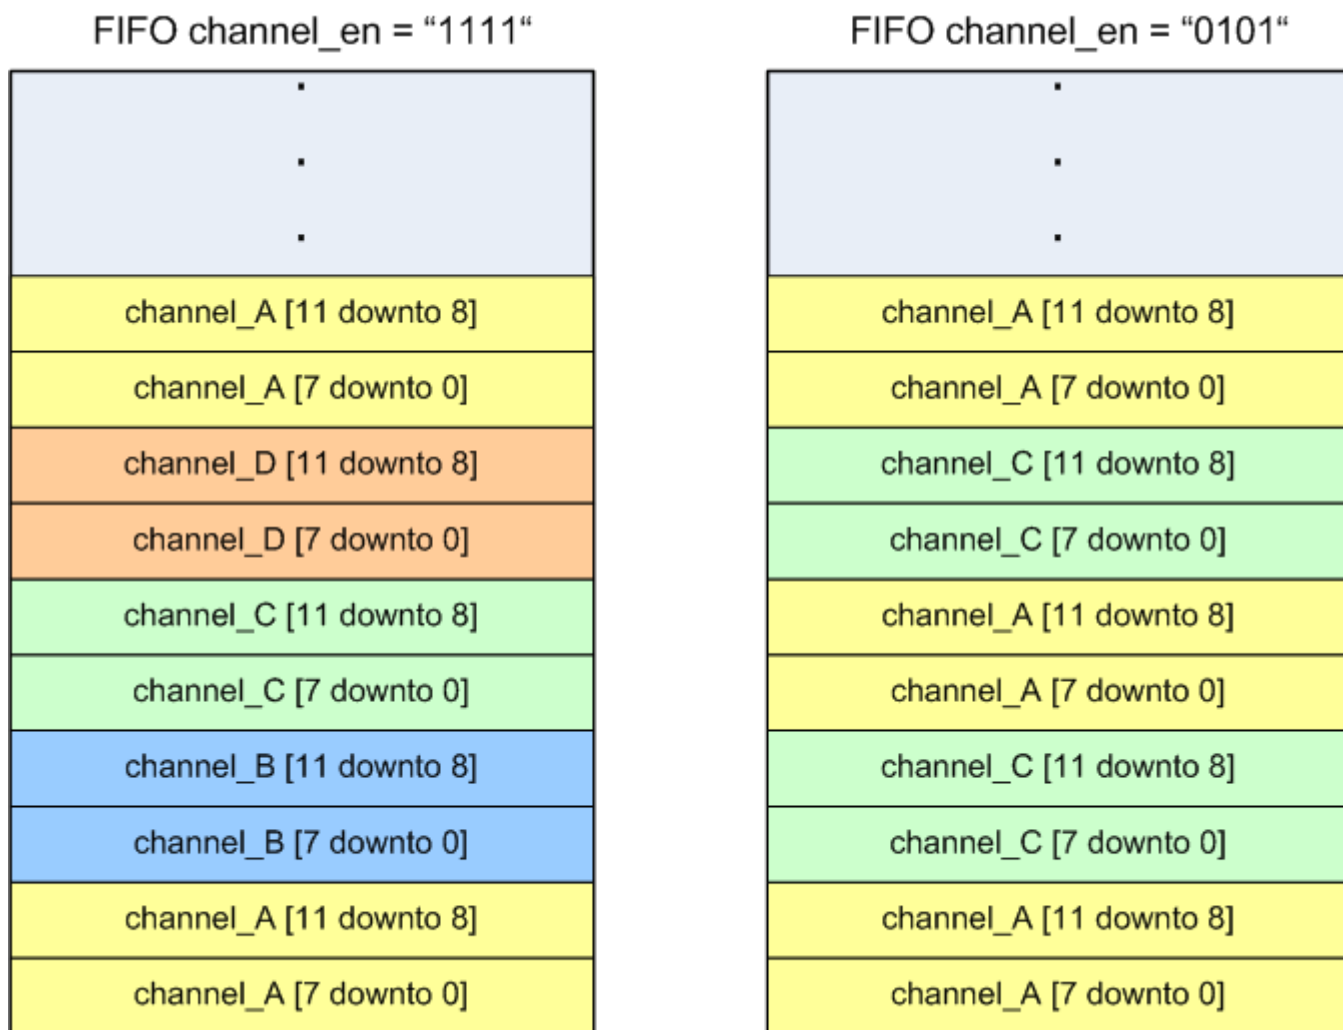 FIFO channel_en = “1111“
.
.
.
channel_A [11 downto 8]
channel_A [7 downto 0]
channel_D [11 downto 8]
channel_D [7 downto 0]
channel_C [11 downto 8]
channel_C [7 downto 0]
channel_B [11 downto 8]
channel_B [7 downto 0]
channel_A [11 downto 8]
channel_A [7 downto 0]
FIFO channel_en = “0101“
.
.
.
channel_A [11 downto 8]
channel_A [7 downto 0]
channel_C [11 downto 8]
channel_C [7 downto 0]
channel_A [11 downto 8]
channel_A [7 downto 0]
channel_C [11 downto 8]
channel_C [7 downto 0]
channel_A [11 downto 8]
channel_A [7 downto 0]